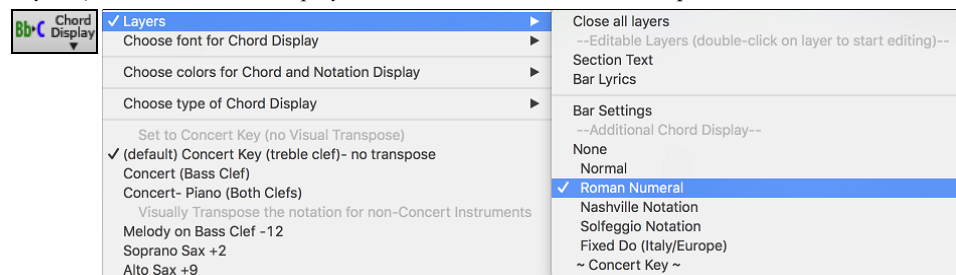 Bb›C Chord Display
✓ Layers
Choose font for Chord Display
Choose colors for Chord and Notation Display
Choose type of Chord Display
Set to Concert Key (no Visual Transpose)
✓ (default) Concert Key (treble clef)- no transpose
Concert (Bass Clef)
Concert- Piano (Both Clefs)
Visually Transpose the notation for non-Concert Instruments
Melody on Bass Clef -12
Soprano Sax +2
Alto Sax +9
Close all layers
--Editable Layers (double-click on layer to start editing)--
Section Text
Bar Lyrics
Bar Settings
--Additional Chord Display--
None
Normal
✓ Roman Numeral
Nashville Notation
Solfeggio Notation
Fixed Do (Italy/Europe)
~ Concert Key ~